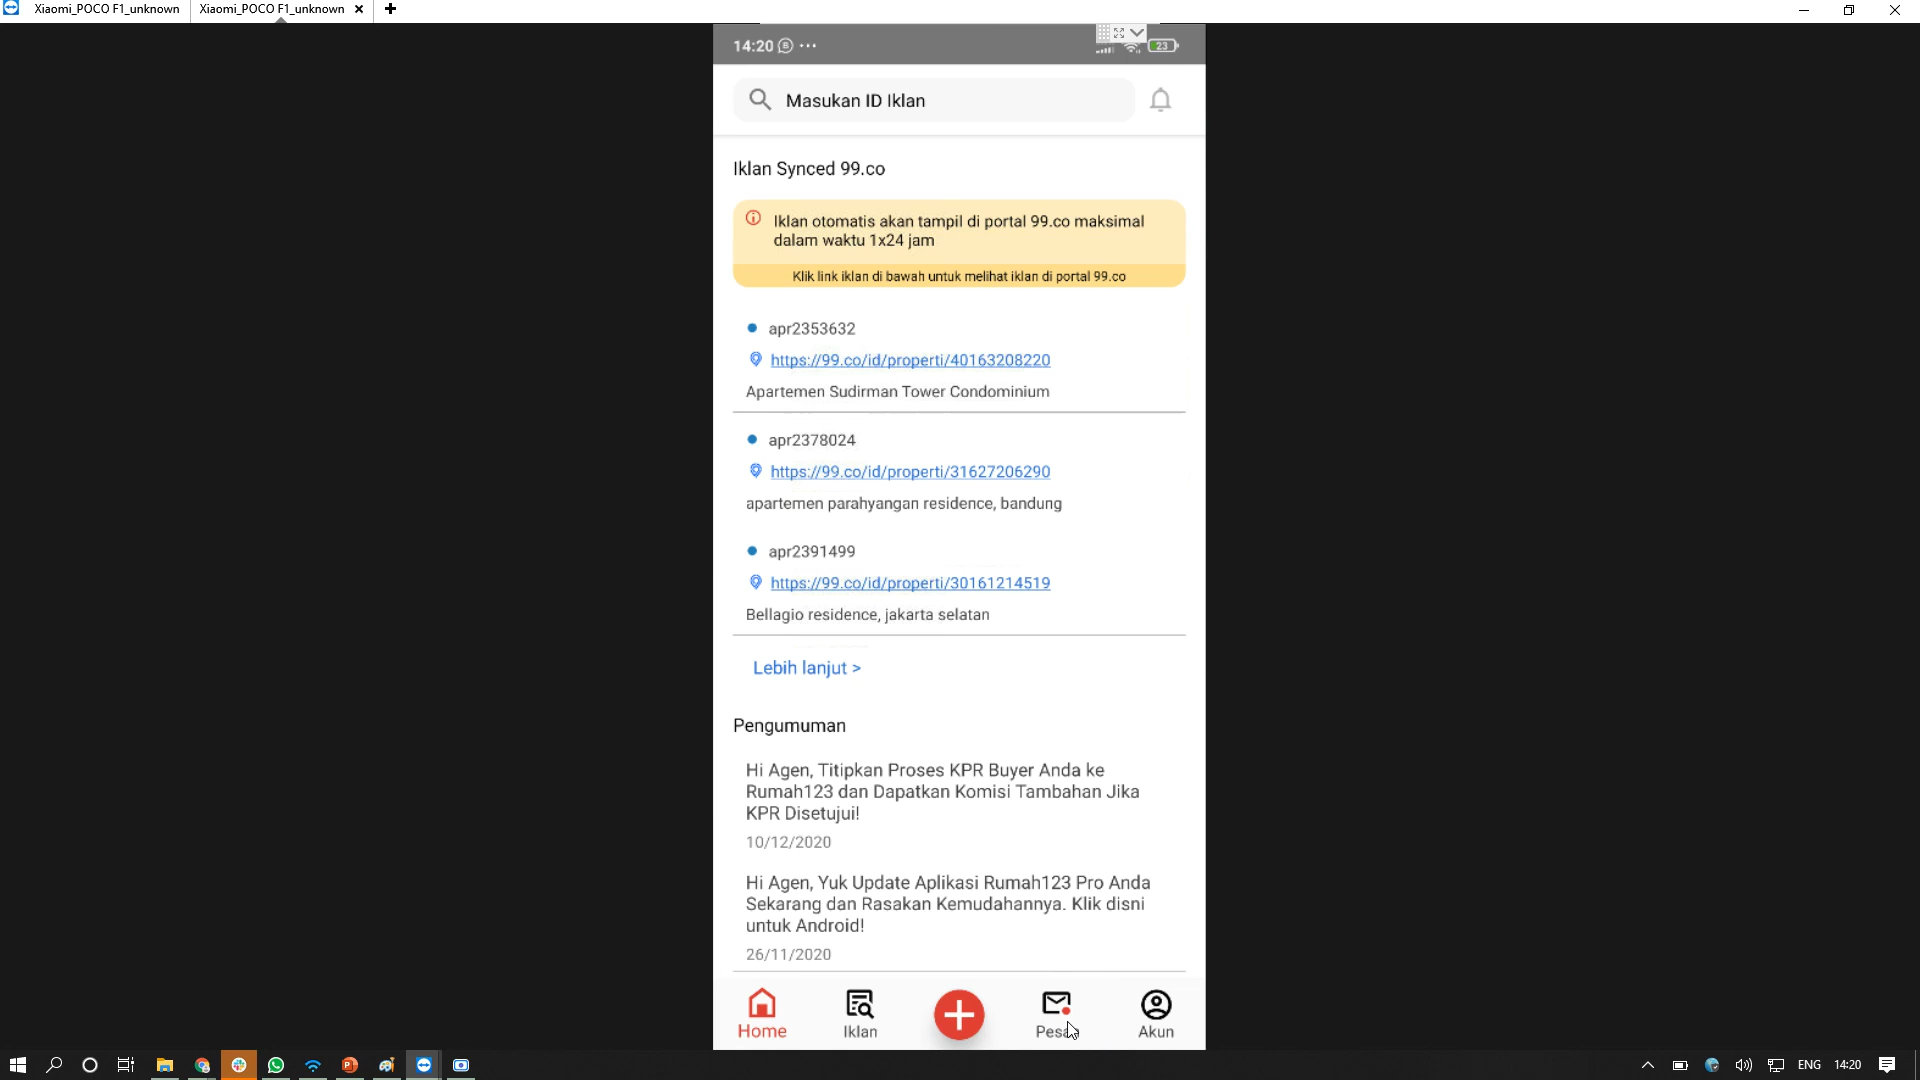 Xiaomi_POCO F1_unknown
Xiaomi_POCO F1_unknown
14:20
23
Masukan ID Iklan
Iklan Synced 99.co
Iklan otomatis akan tampil di portal 99.co maksimal
dalam waktu 1x24 jam
Klik link iklan di bawah untuk melihat iklan di portal 99.co
apr2353632
https://99.co/id/properti/40163208220
Apartemen Sudirman Tower Condominium
apr2378024
https://99.co/id/properti/31627206290
apartemen parahyangan residence, bandung
apr2391499
https://99.co/id/properti/30161214519
Bellagio residence, jakarta selatan
Lebih lanjut >
Pengumuman
Hi Agen, Titipkan Proses KPR Buyer Anda ke
Rumah123 dan Dapatkan Komisi Tambahan Jika
KPR Disetujui!
10/12/2020
Hi Agen, Yuk Update Aplikasi Rumah123 Pro Anda
Sekarang dan Rasakan Kemudahannya. Klik disni
untuk Android!
26/11/2020
Home
Iklan
Pesan
Akun
ENG
14:20